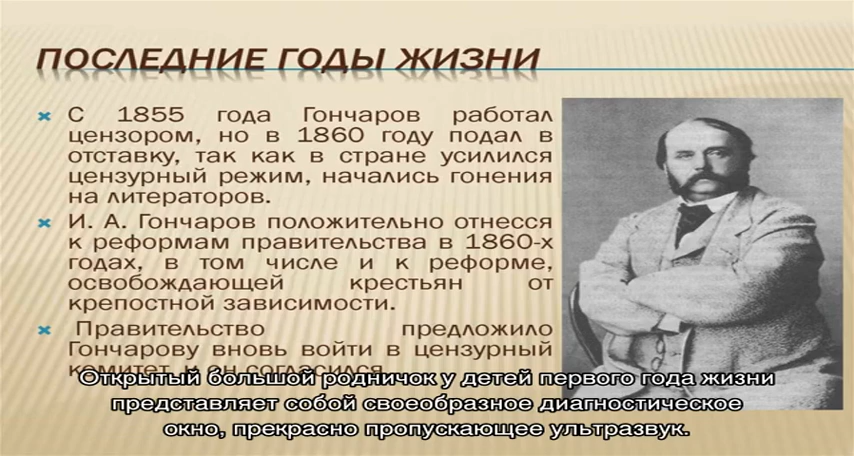 ПОСЛЕДНИЕ ГОДЫ ЖИЗНИ
С 1855 года Гончаров работал
цензором, но в 1860 году подал в
отставку, так как в стране усилился
цензурный режим, начались гонения
на литераторов.
И. А. Гончаров положительно отнесся
к реформам правительства в 1860-х
годах, в том числе и к реформе,
освобождающей крестьян от
крепостной зависимости.
Правительство предложило
Гончарову вновь войти в цензурный
он согласился
Открытый большой родничок у детей первого года жизни
представляет собой своеобразное диагностическое
окно, прекрасно пропускающее ультразвук.